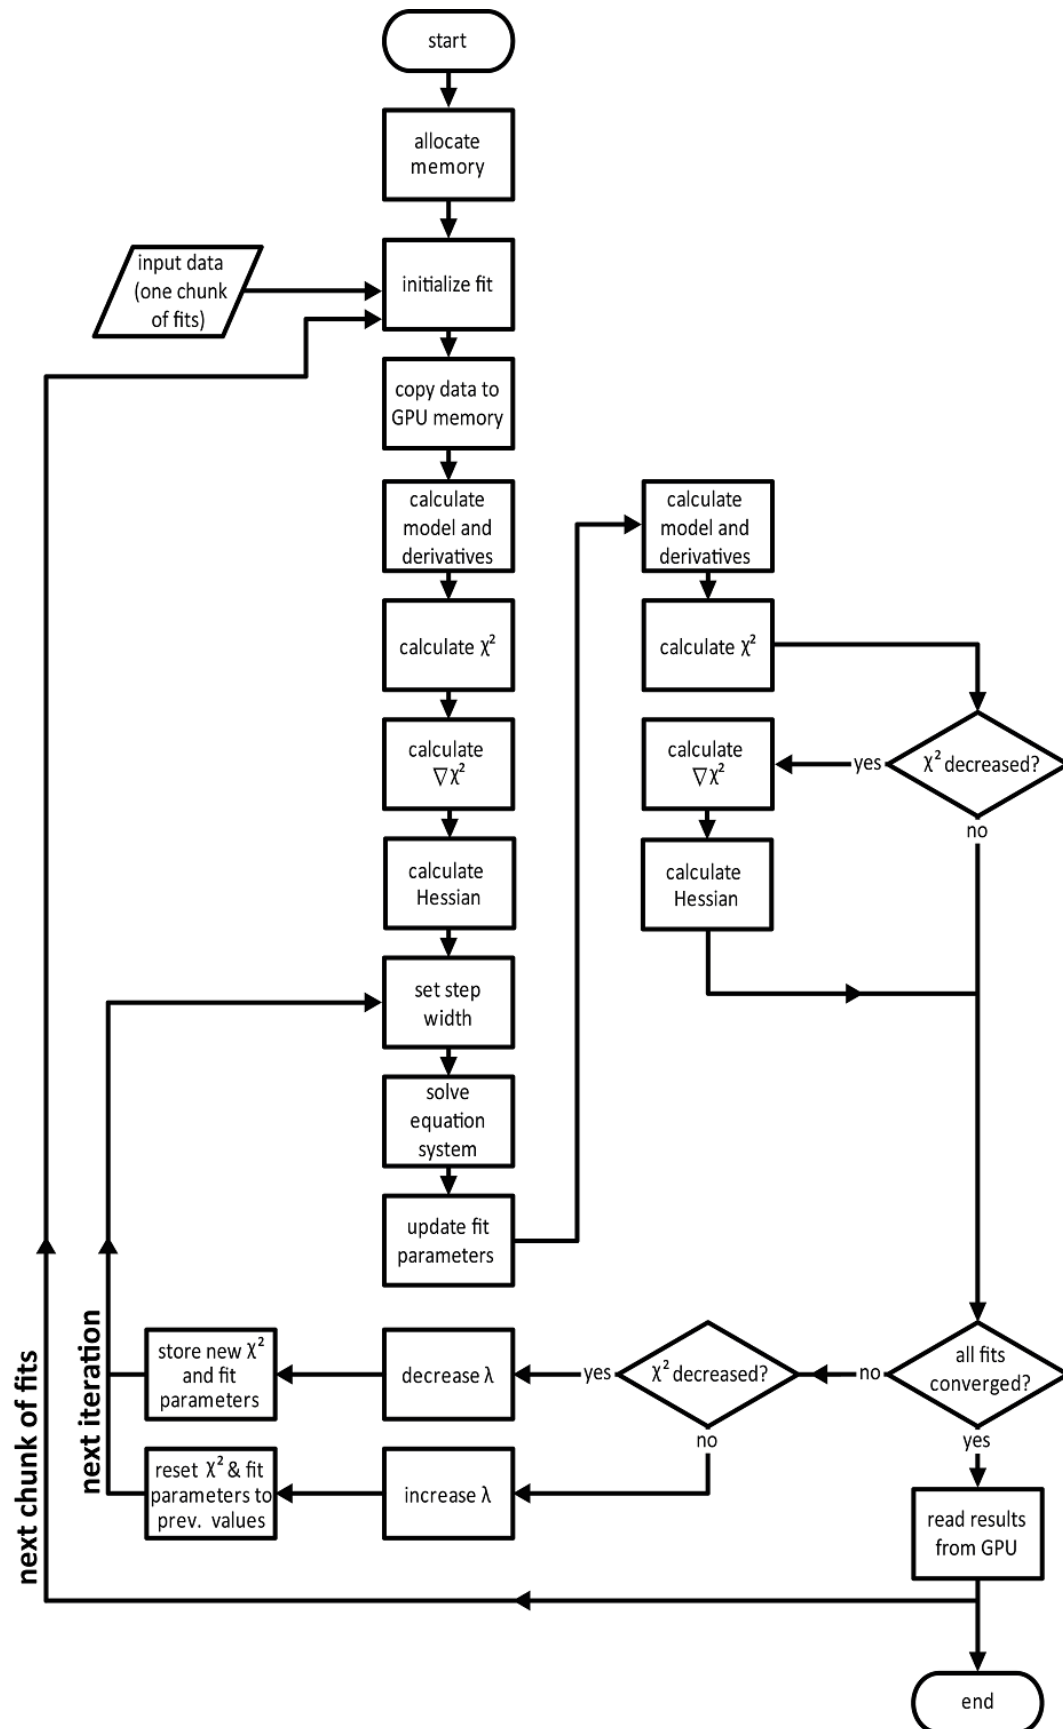 start
allocate
memory
input data
(one chunk
of fits)
initialize fit
copy data to
GPU memory
calculate
model and
derivatives
calculate χ²
calculate
∇χ²
calculate
Hessian
set step
width
solve
equation
system
update fit
parameters
calculate
model and
derivatives
calculate χ²
χ² decreased?
yes
no
calculate
∇χ²
calculate
Hessian
all fits
converged?
no
yes
χ² decreased?
yes
no
decrease λ
store new χ²
and fit
parameters
increase λ
reset χ² & fit
parameters to
prev. values
next iteration
next chunk of fits
read results
from GPU
end